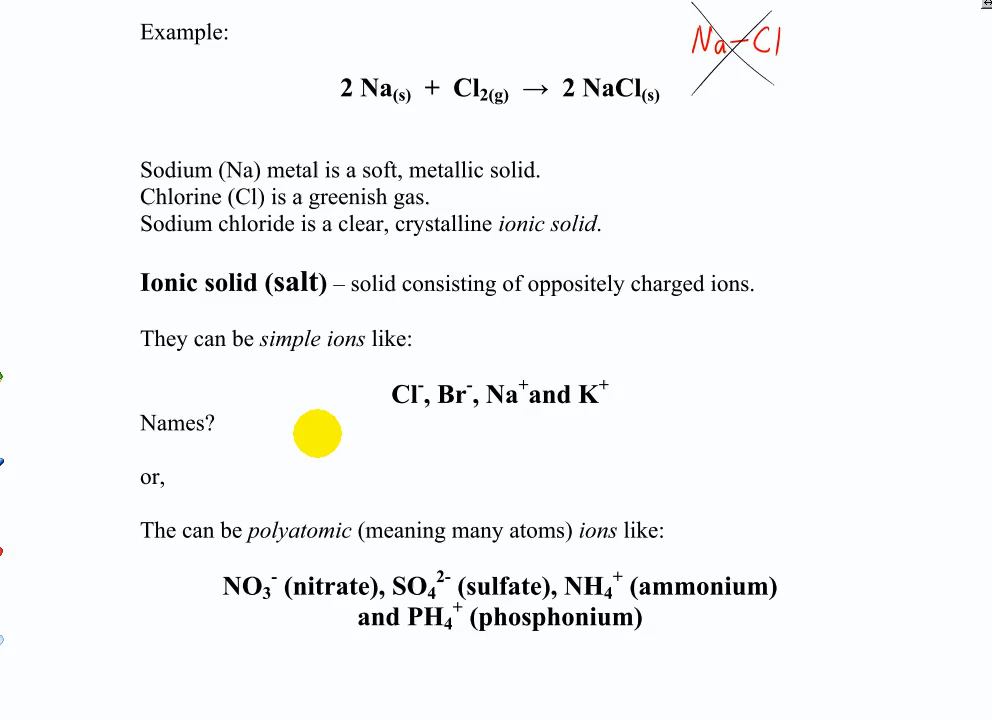 Example:
Na-Cl
2 Na(s) + Cl2(g) → 2 NaCl(s)
Sodium (Na) metal is a soft, metallic solid.
Chlorine (Cl) is a greenish gas.
Sodium chloride is a clear, crystalline ionic solid.
Ionic solid (salt) – solid consisting of oppositely charged ions.
They can be simple ions like:
Cl⁻, Br⁻, Na⁺and K⁺
Names?
or,
The can be polyatomic (meaning many atoms) ions like:
NO₃⁻ (nitrate), SO₄²⁻ (sulfate), NH₄⁺ (ammonium)
and PH₄⁺ (phosphonium)